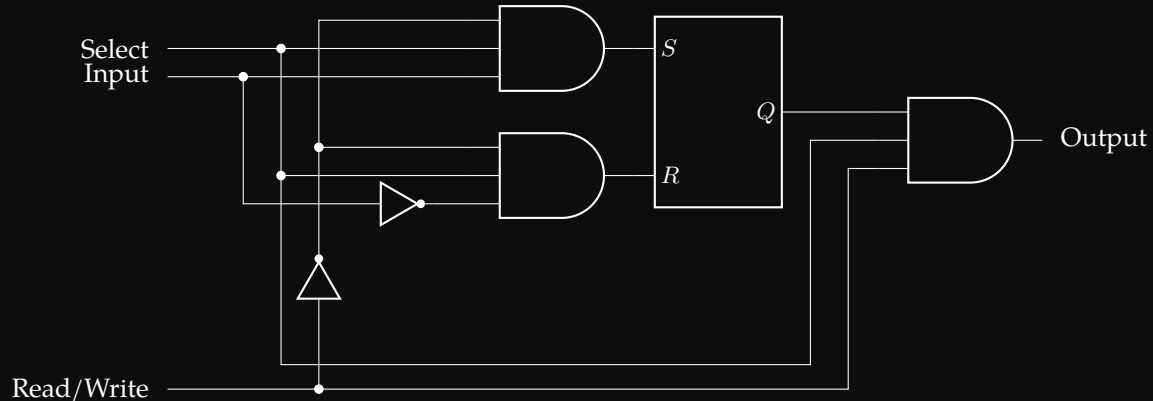 Select
Input
S
Q
R
Output
Read/Write